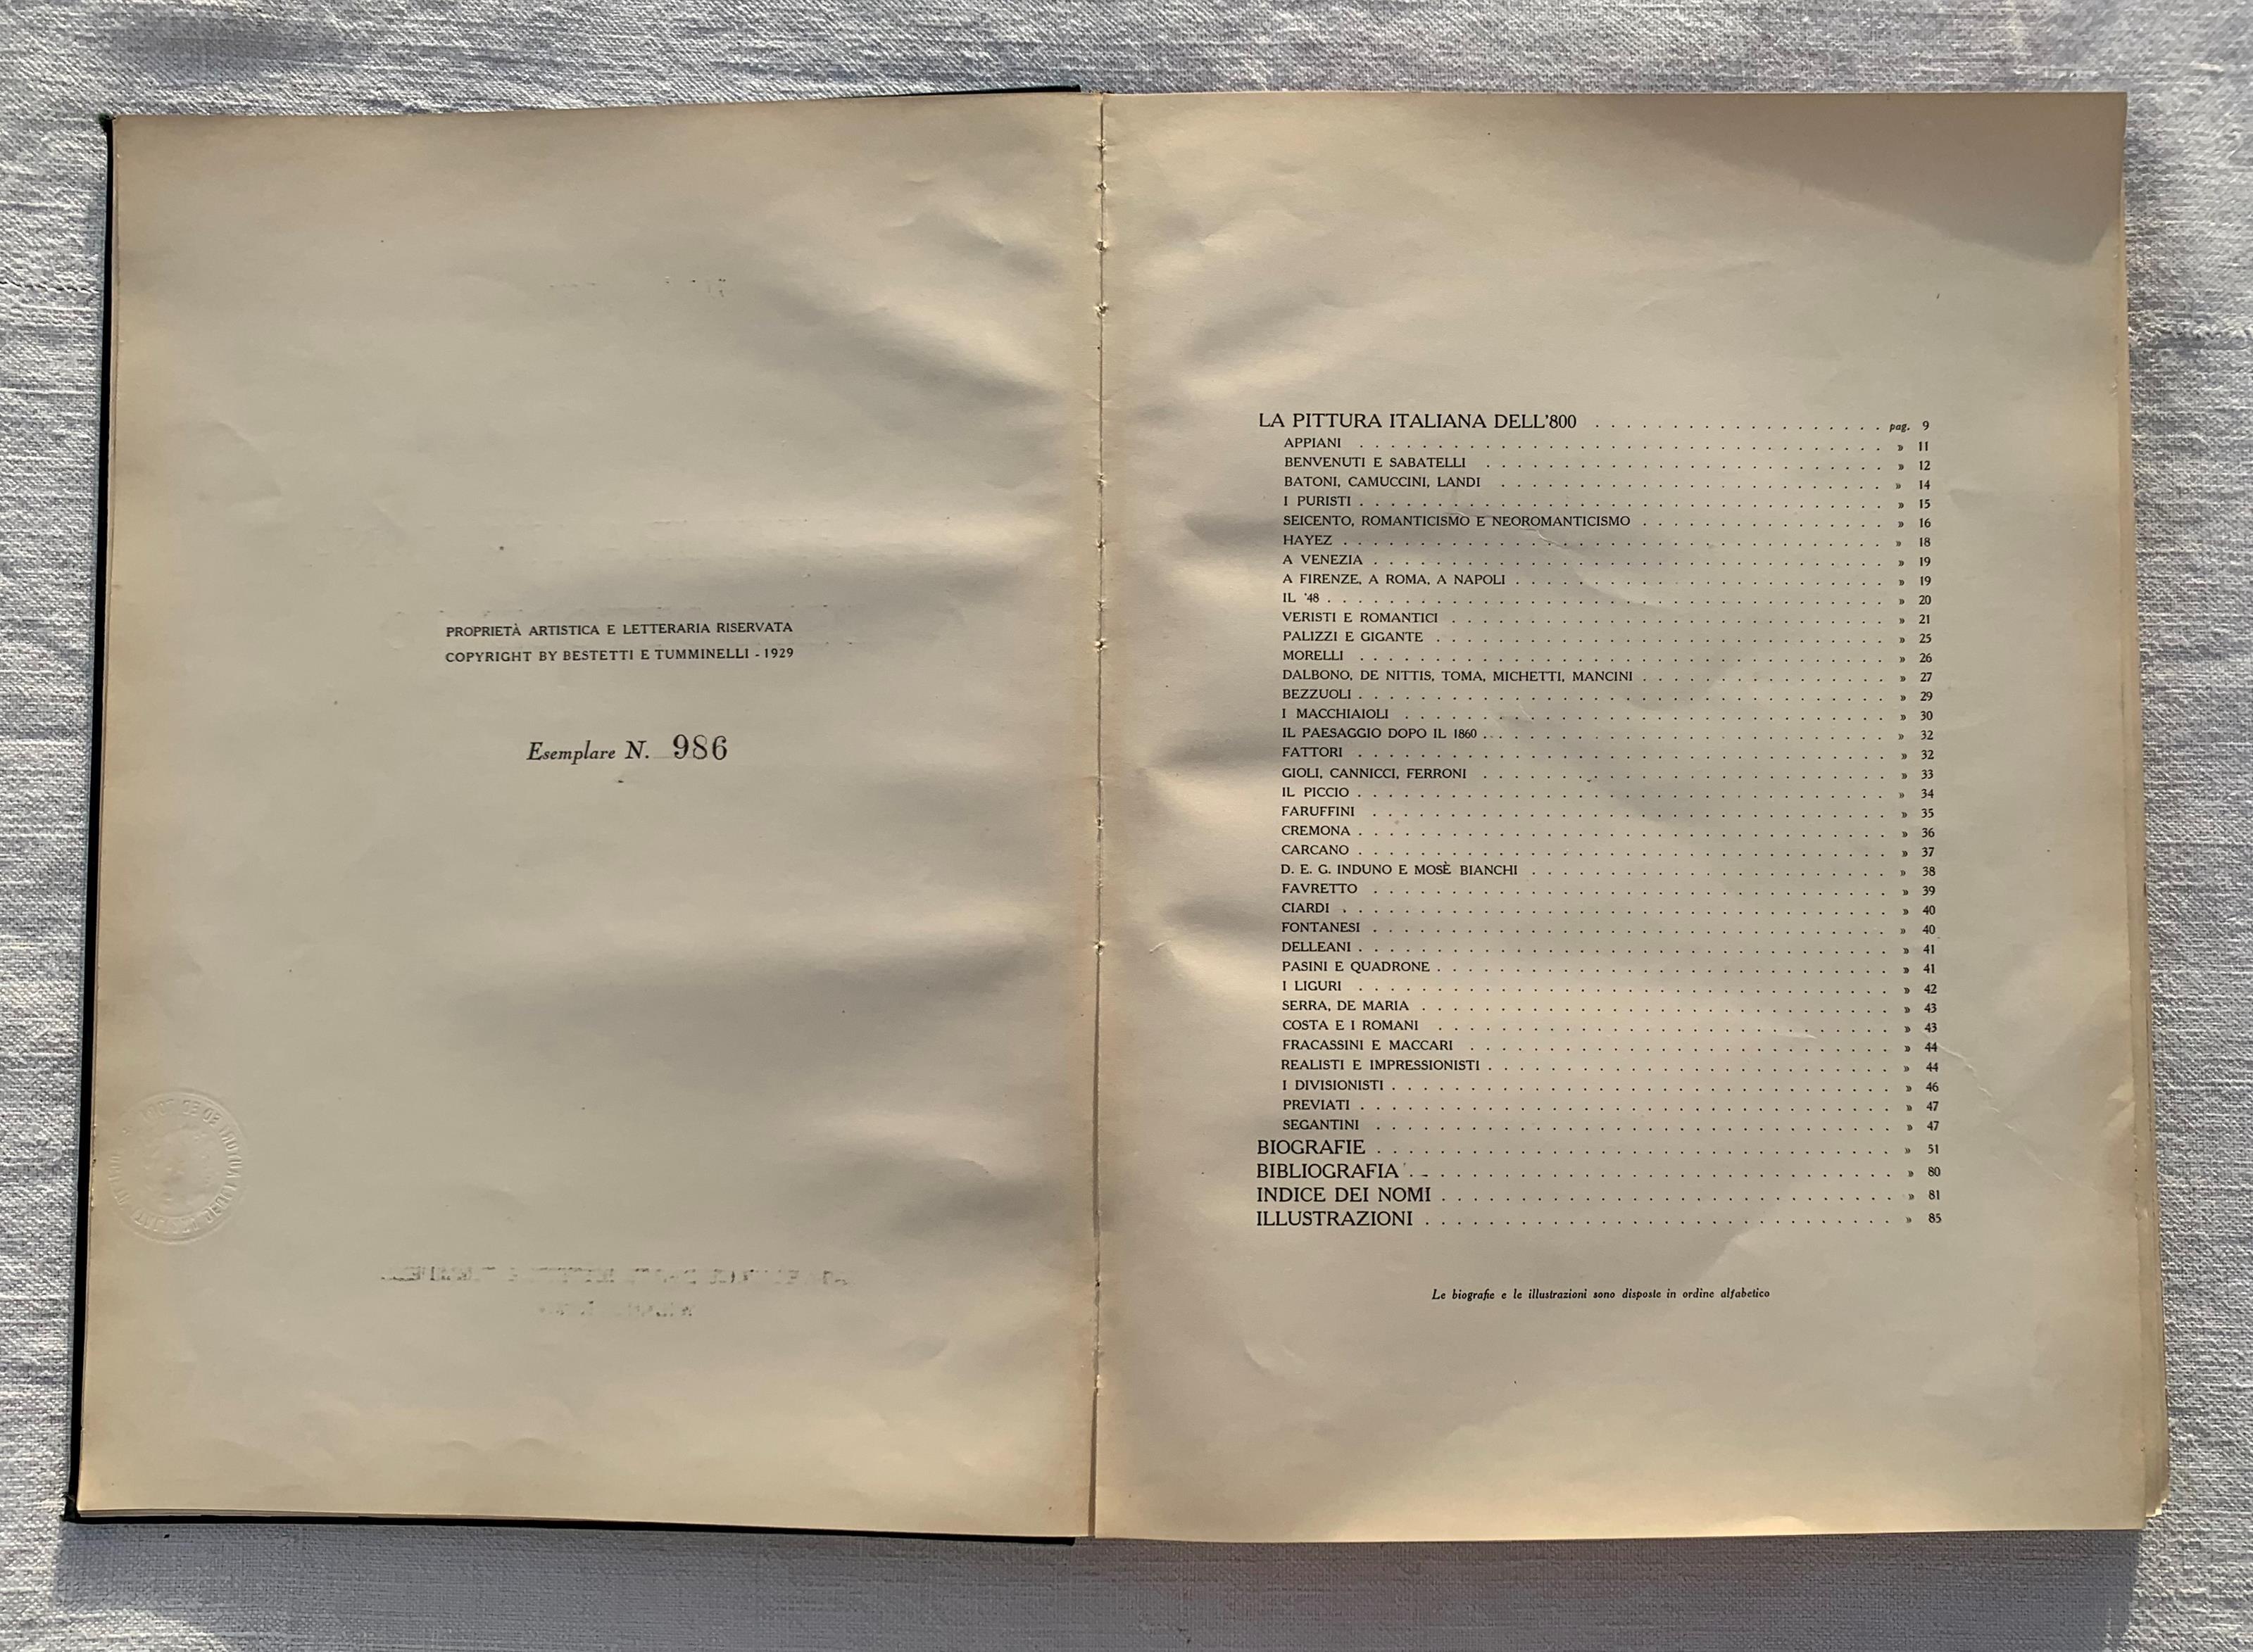 PROPRIETÀ ARTISTICA E LETTERARIA RISERVATA
COPYRIGHT BY BESTETTI E TUMMINELLI - 1929
Esemplare N. 986
LA PITTURA ITALIANA DELL'800 pag. 9
APPIANI » 11
BENVENUTI E SABATELLI » 12
BATONI, CAMUCCINI, LANDI » 14
I PURISTI » 15
SEICENTO, ROMANTICISMO E NEOROMANTICISMO » 16
HAYEZ » 18
A VENEZIA » 19
A FIRENZE, A ROMA, A NAPOLI » 19
IL '48 » 20
VERISTI E ROMANTICI » 21
PALIZZI E GIGANTE » 25
MORELLI » 26
DALBONO, DE NITTIS, TOMA, MICHETTI, MANCINI » 27
BEZZUOLI » 29
I MACCHIAIOLI » 30
IL PAESAGGIO DOPO IL 1860 » 32
FATTORI » 32
GIOLI, CANNICCI, FERRONI » 33
IL PICCIO » 34
FARUFFINI » 35
CREMONA » 36
CARCANO » 37
D. E. G. INDUNO E MOSÈ BIANCHI » 38
FAVRETTO » 39
CIARDI » 40
FONTANESI » 40
DELLEANI » 41
PASINI E QUADRONE » 41
I LIGURI » 42
SERRA, DE MARIA » 43
COSTA E I ROMANI » 43
FRACASSINI E MACCARI » 44
REALISTI E IMPRESSIONISTI » 44
I DIVISIONISTI » 46
PREVIATI » 47
SEGANTINI » 47
BIOGRAFIE » 51
BIBLIOGRAFIA » 80
INDICE DEI NOMI » 81
ILLUSTRAZIONI » 85
Le biografie e le illustrazioni sono disposte in ordine alfabetico